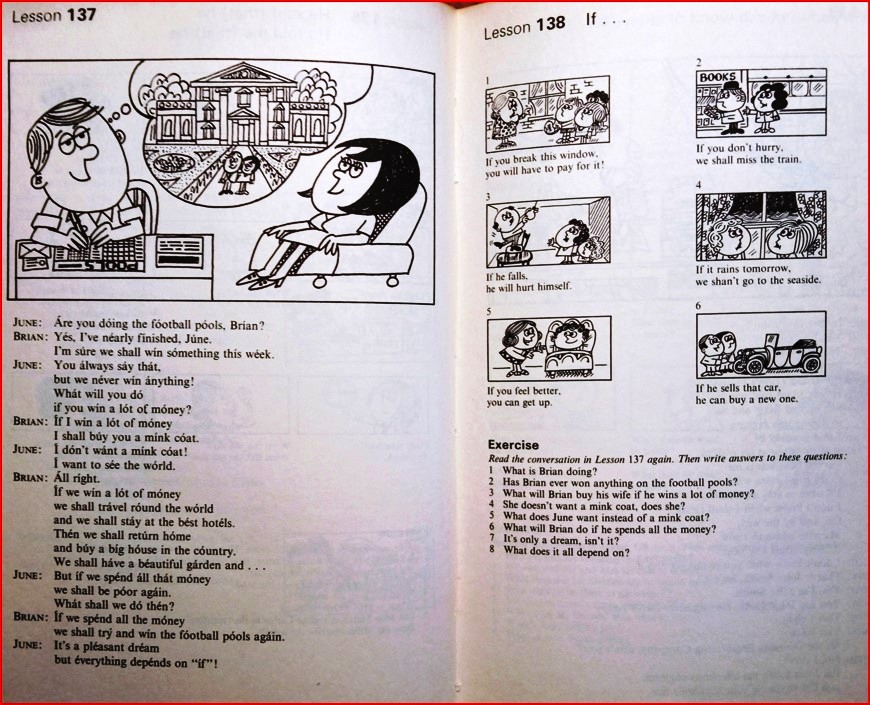 Lesson 137
POOLS
JUNE: Áre you dóing the fóotball póols, Brían?
BRIAN: Yés, I've néarly fínished, Júne.
I'm súre we shall wín sómething this wéek.
JUNE: You álways sáy thát,
but we néver wín ánything!
Whát will you dó
if you wín a lót of móney?
BRIAN: Íf I wín a lót of móney
I shall búy you a mínk cóat.
JUNE: Í dón't wánt a mínk cóat!
I want to sée the wórld.
BRIAN: Áll ríght.
Íf we wín a lót of móney
we shall trável róund the wórld
and we shall stáy at the bést hotéls.
Thén we shall retúrn hóme
and búy a bíg hóuse in the cóuntry.
We shall háve a béautiful gárden and . . .
JUNE: But íf we spénd áll thát móney
we shall be póor agáin.
Whát shall we dó thén?
BRIAN: Íf we spénd all the móney
we shall trý and wín the fóotball póols agáin.
JUNE: It's a pléasant dréam
but éverything depénds on “íf”!
Lesson 138 If . . .
1
If you break this window,
you will have to pay for it!
2
BOOKS
If you don't hurry,
we shall miss the train.
3
If he falls,
he will hurt himself.
4
If it rains tomorrow,
we shan't go to the seaside.
5
If you feel better,
you can get up.
6
If he sells that car,
he can buy a new one.
Exercise
Read the conversation in Lesson 137 again. Then write answers to these questions:
1 What is Brian doing?
2 Has Brian ever won anything on the football pools?
3 What will Brian buy his wife if he wins a lot of money?
4 She doesn't want a mink coat, does she?
5 What does June want instead of a mink coat?
6 What will Brian do if he spends all the money?
7 It's only a dream, isn't it?
8 What does it all depend on?